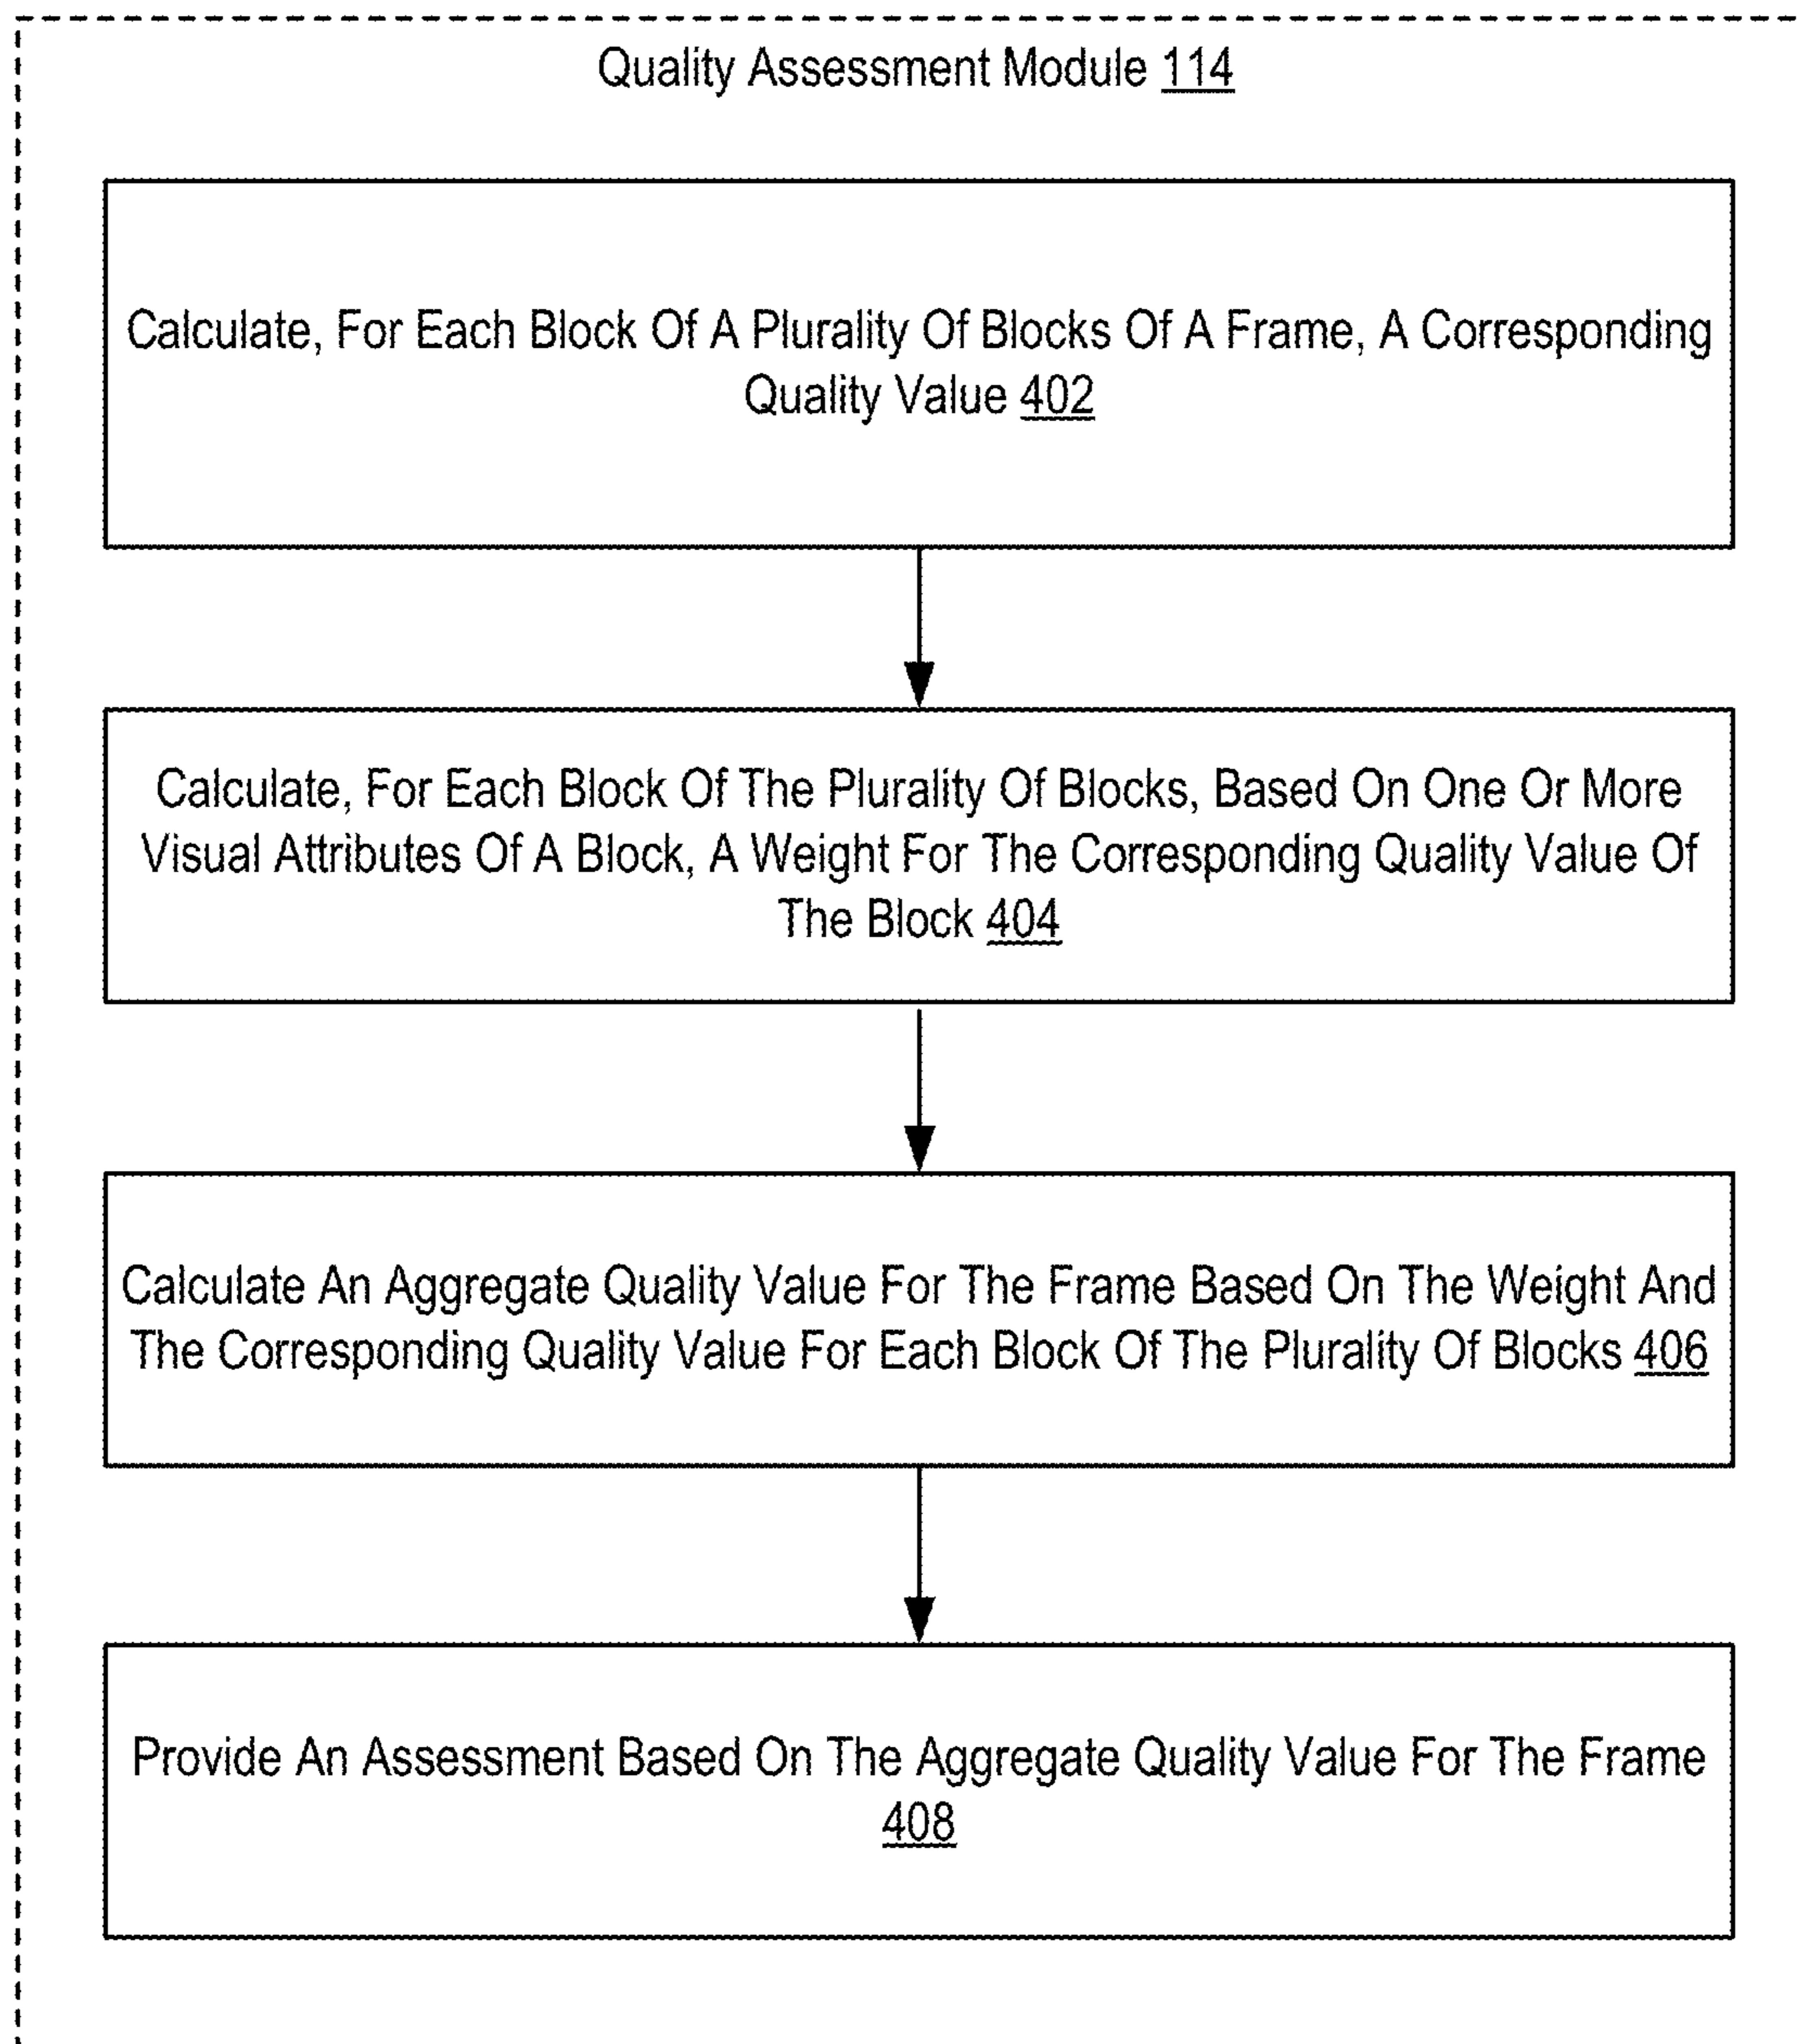 Quality Assessment Module 114
Calculate, For Each Block Of A Plurality Of Blocks Of A Frame, A Corresponding
Quality Value 402
Calculate, For Each Block Of The Plurality Of Blocks, Based On One Or More
Visual Attributes Of A Block, A Weight For The Corresponding Quality Value Of
The Block 404
Calculate An Aggregate Quality Value For The Frame Based On The Weight And
The Corresponding Quality Value For Each Block Of The Plurality Of Blocks 406
Provide An Assessment Based On The Aggregate Quality Value For The Frame
408